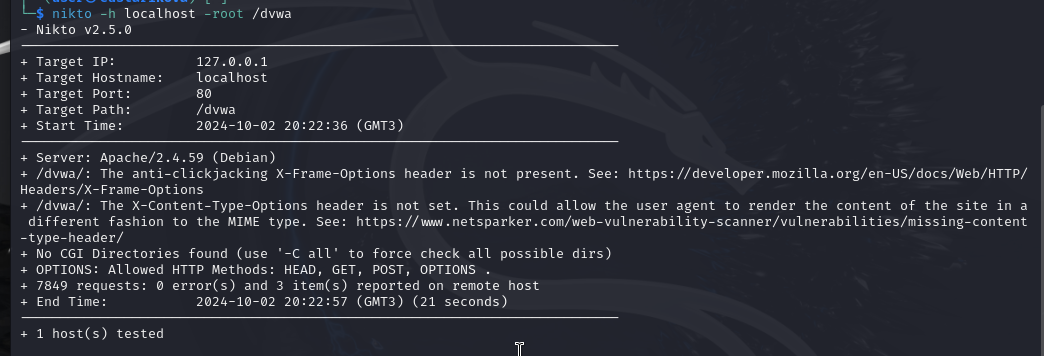 └─$ nikto -h localhost -root /dvwa
- Nikto v2.5.0
+ Target IP: 127.0.0.1
+ Target Hostname: localhost
+ Target Port: 80
+ Target Path: /dvwa
+ Start Time: 2024-10-02 20:22:36 (GMT3)
+ Server: Apache/2.4.59 (Debian)
+ /dvwa/: The anti-clickjacking X-Frame-Options header is not present. See: https://developer.mozilla.org/en-US/docs/Web/HTTP/
Headers/X-Frame-Options
+ /dvwa/: The X-Content-Type-Options header is not set. This could allow the user agent to render the content of the site in a
different fashion to the MIME type. See: https://www.netsparker.com/web-vulnerability-scanner/vulnerabilities/missing-content
-type-header/
+ No CGI Directories found (use '-C all' to force check all possible dirs)
+ OPTIONS: Allowed HTTP Methods: HEAD, GET, POST, OPTIONS .
+ 7849 requests: 0 error(s) and 3 item(s) reported on remote host
+ End Time: 2024-10-02 20:22:57 (GMT3) (21 seconds)
+ 1 host(s) tested